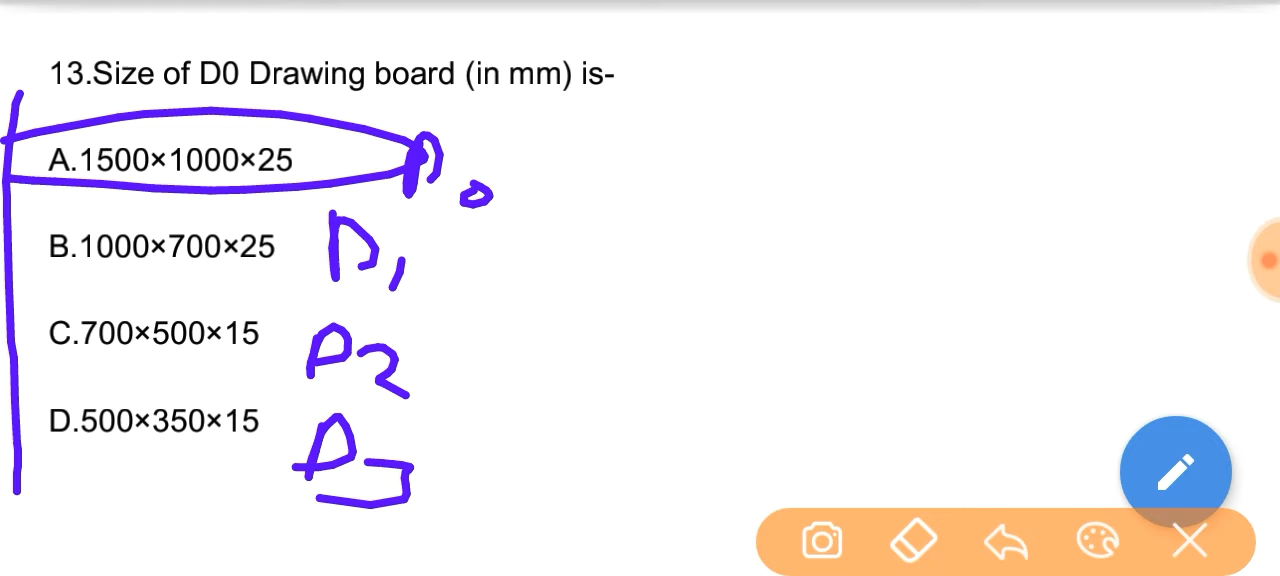 13.Size of D0 Drawing board (in mm) is-
A.1500×1000×25 D0
B.1000×700×25 D1
C.700×500×15 D2
D.500×350×15 D3